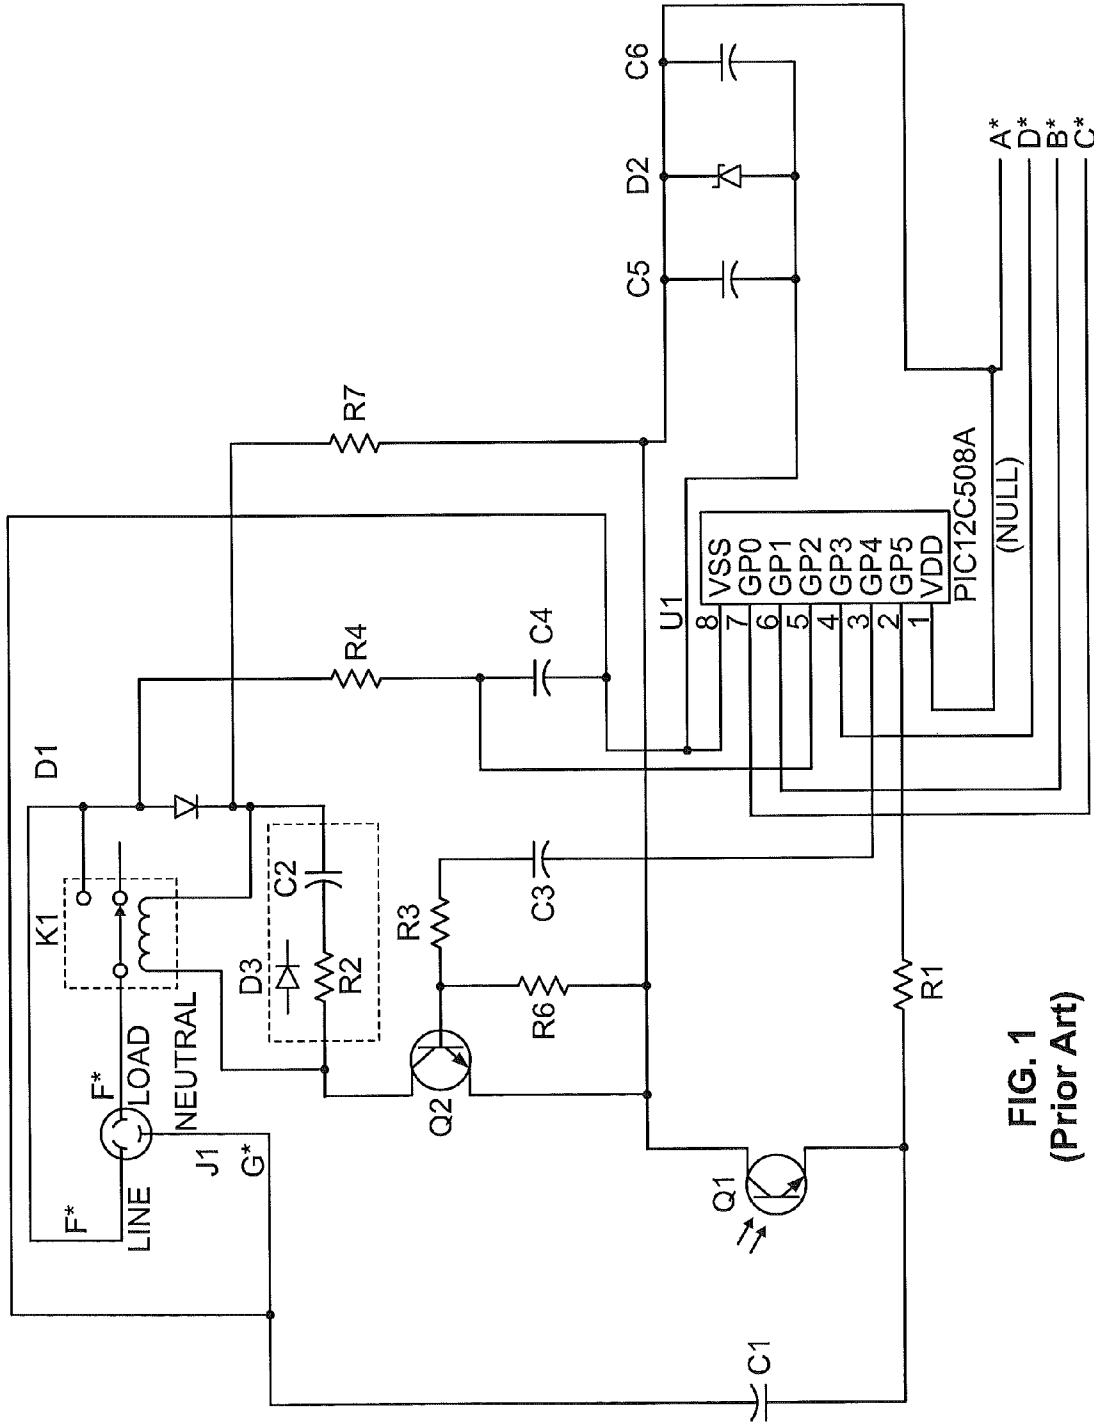 D1
K1
F*
F*
LINE
LOAD
J1
NEUTRAL
G*
D3
C2
R2
R4
R7
C5
D2
C6
R3
Q2
R6
C3
C4
U1
8 VSS
7 GP0
6 GP1
5 GP2
4 GP3
3 GP4
2 GP5
1 VDD
PIC12C508A
(NULL)
A*
D*
B*
C*
Q1
R1
C1
FIG. 1
(Prior Art)